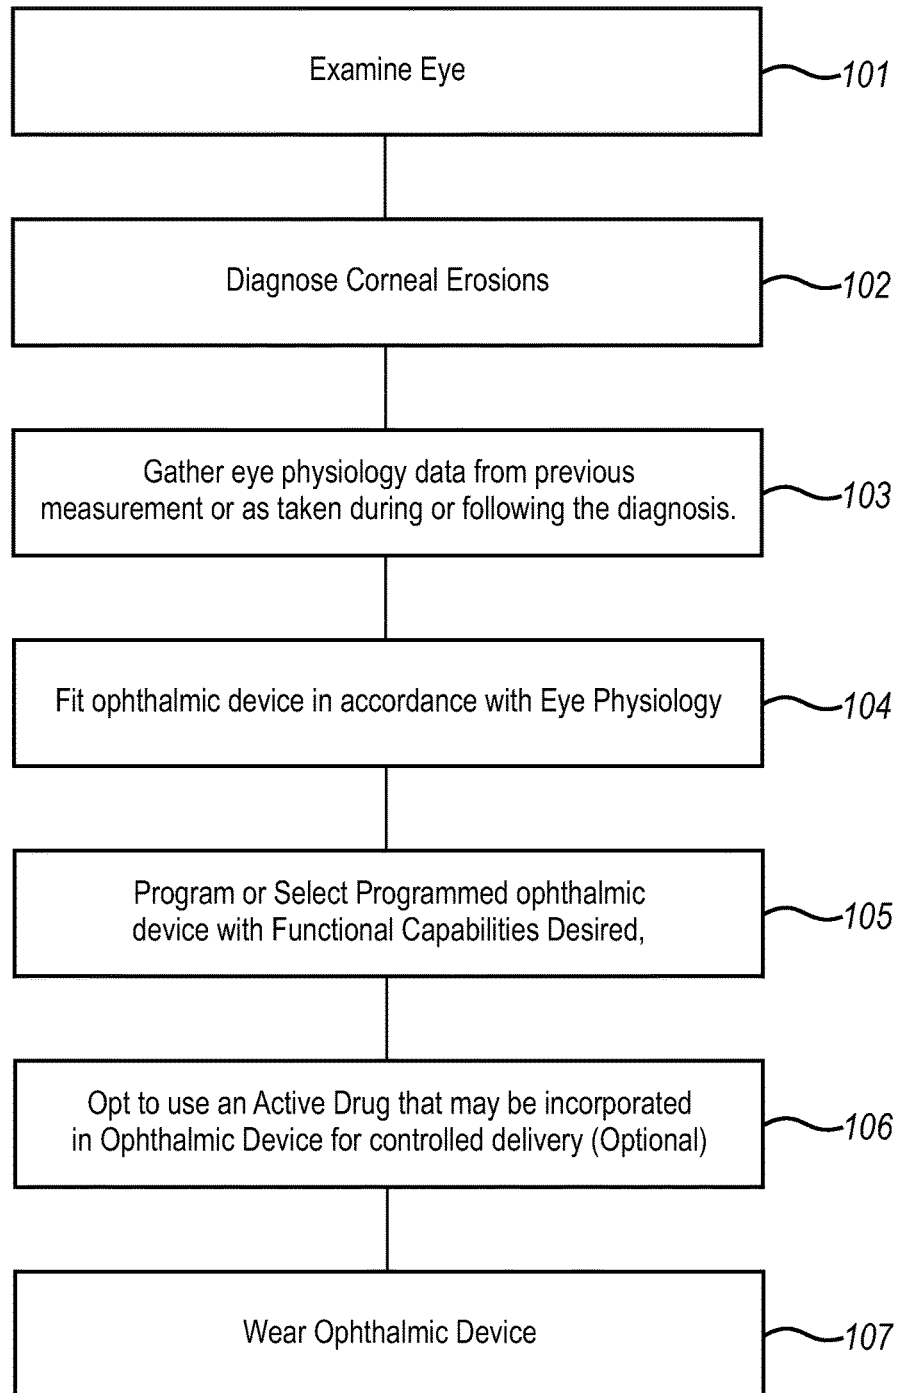 Examine Eye
101
Diagnose Corneal Erosions
102
Gather eye physiology data from previous
measurement or as taken during or following the diagnosis.
103
Fit ophthalmic device in accordance with Eye Physiology
104
Program or Select Programmed ophthalmic
device with Functional Capabilities Desired,
105
Opt to use an Active Drug that may be incorporated
in Ophthalmic Device for controlled delivery (Optional)
106
Wear Ophthalmic Device
107